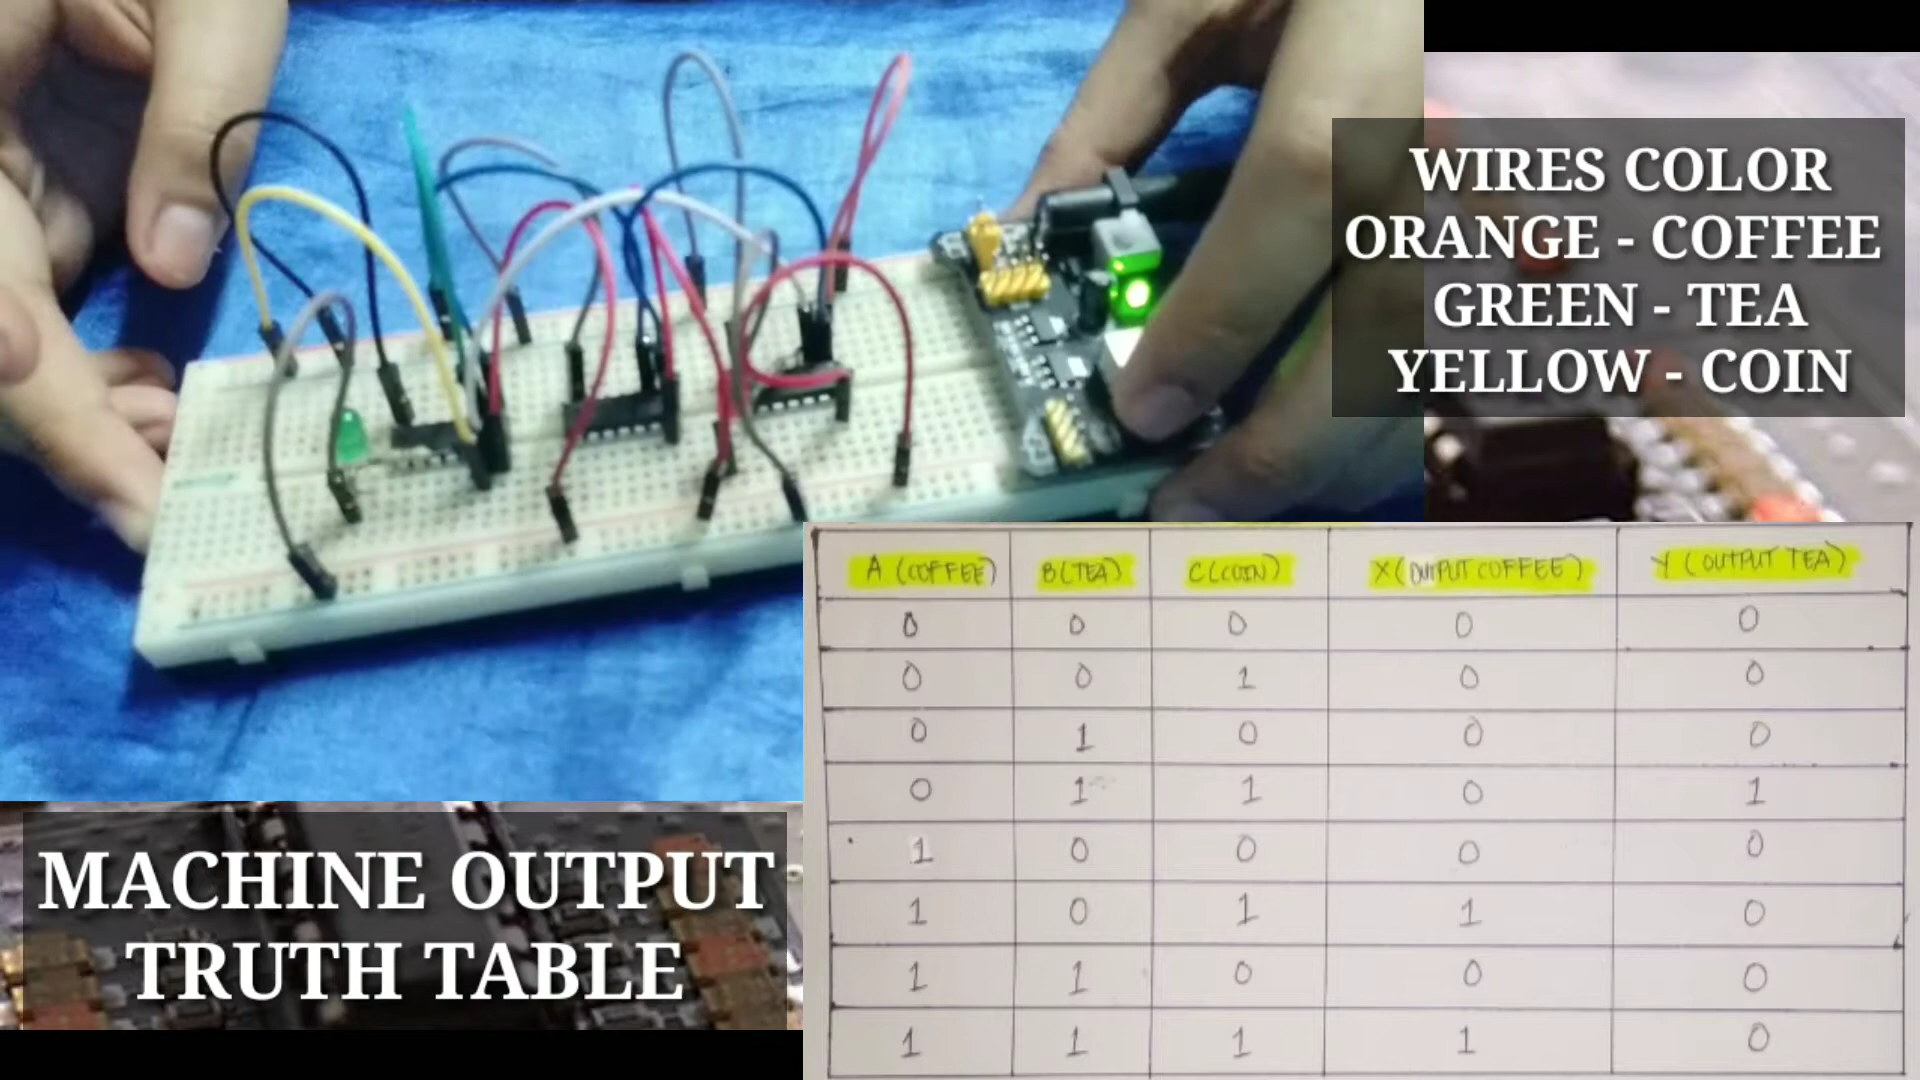 WIRES COLOR
ORANGE - COFFEE
GREEN - TEA
YELLOW - COIN
MACHINE OUTPUT
TRUTH TABLE
A (COFFEE) B(TEA) C(COIN) X(OUTPUT COFFEE) Y (OUTPUT TEA)
0 0 0 0 0
0 0 1 0 0
0 1 0 0 0
0 1 1 0 1
1 0 0 0 0
1 0 1 1 0
1 1 0 0 0
1 1 1 1 0